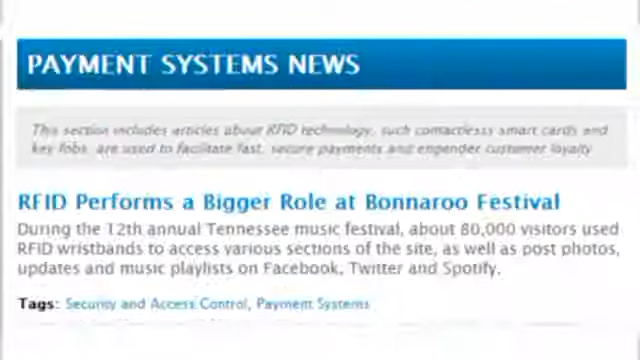 PAYMENT SYSTEMS NEWS
This section includes articles about RFID technology, such contactless smart cards and
key fobs, are used to facilitate fast, secure payments and engender customer loyalty
RFID Performs a Bigger Role at Bonnaroo Festival
During the 12th annual Tennessee music festival, about 80,000 visitors used
RFID wristbands to access various sections of the site, as well as post photos,
updates and music playlists on Facebook, Twitter and Spotify.
Tags: Security and Access Control, Payment Systems